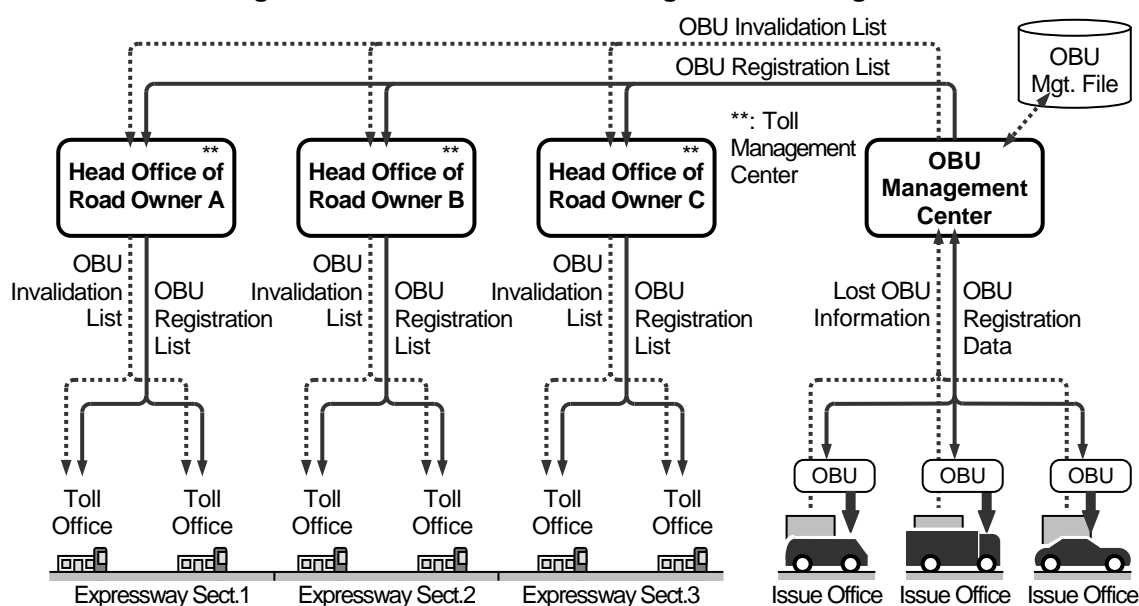 OBU Invalidation List
OBU
Mgt. File
OBU Registration List
**: Toll
Management
Center
**
Head Office of
Road Owner A
**
Head Office of
Road Owner B
**
Head Office of
Road Owner C
OBU
Management
Center
OBU
Invalidation
List
OBU
Registration
List
OBU
Invalidation
List
OBU
Registration
List
OBU
Invalidation
List
OBU
Registration
List
Lost OBU
Information
OBU
Registration
Data
OBU
OBU
OBU
Toll
Office
Toll
Office
Toll
Office
Toll
Office
Toll
Office
Toll
Office
Expressway Sect.1
Expressway Sect.2
Expressway Sect.3
Issue Office
Issue Office
Issue Office